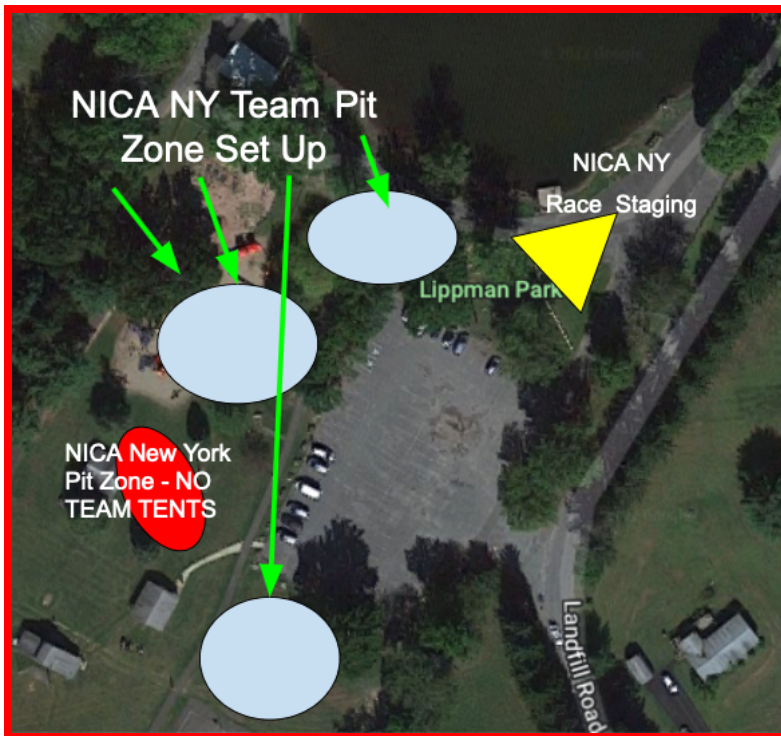 NICA NY Team Pit
Zone Set Up
NICA NY
Race Staging
Lippman Park
NICA New York
Pit Zone - NO
TEAM TENTS
Landfill Road